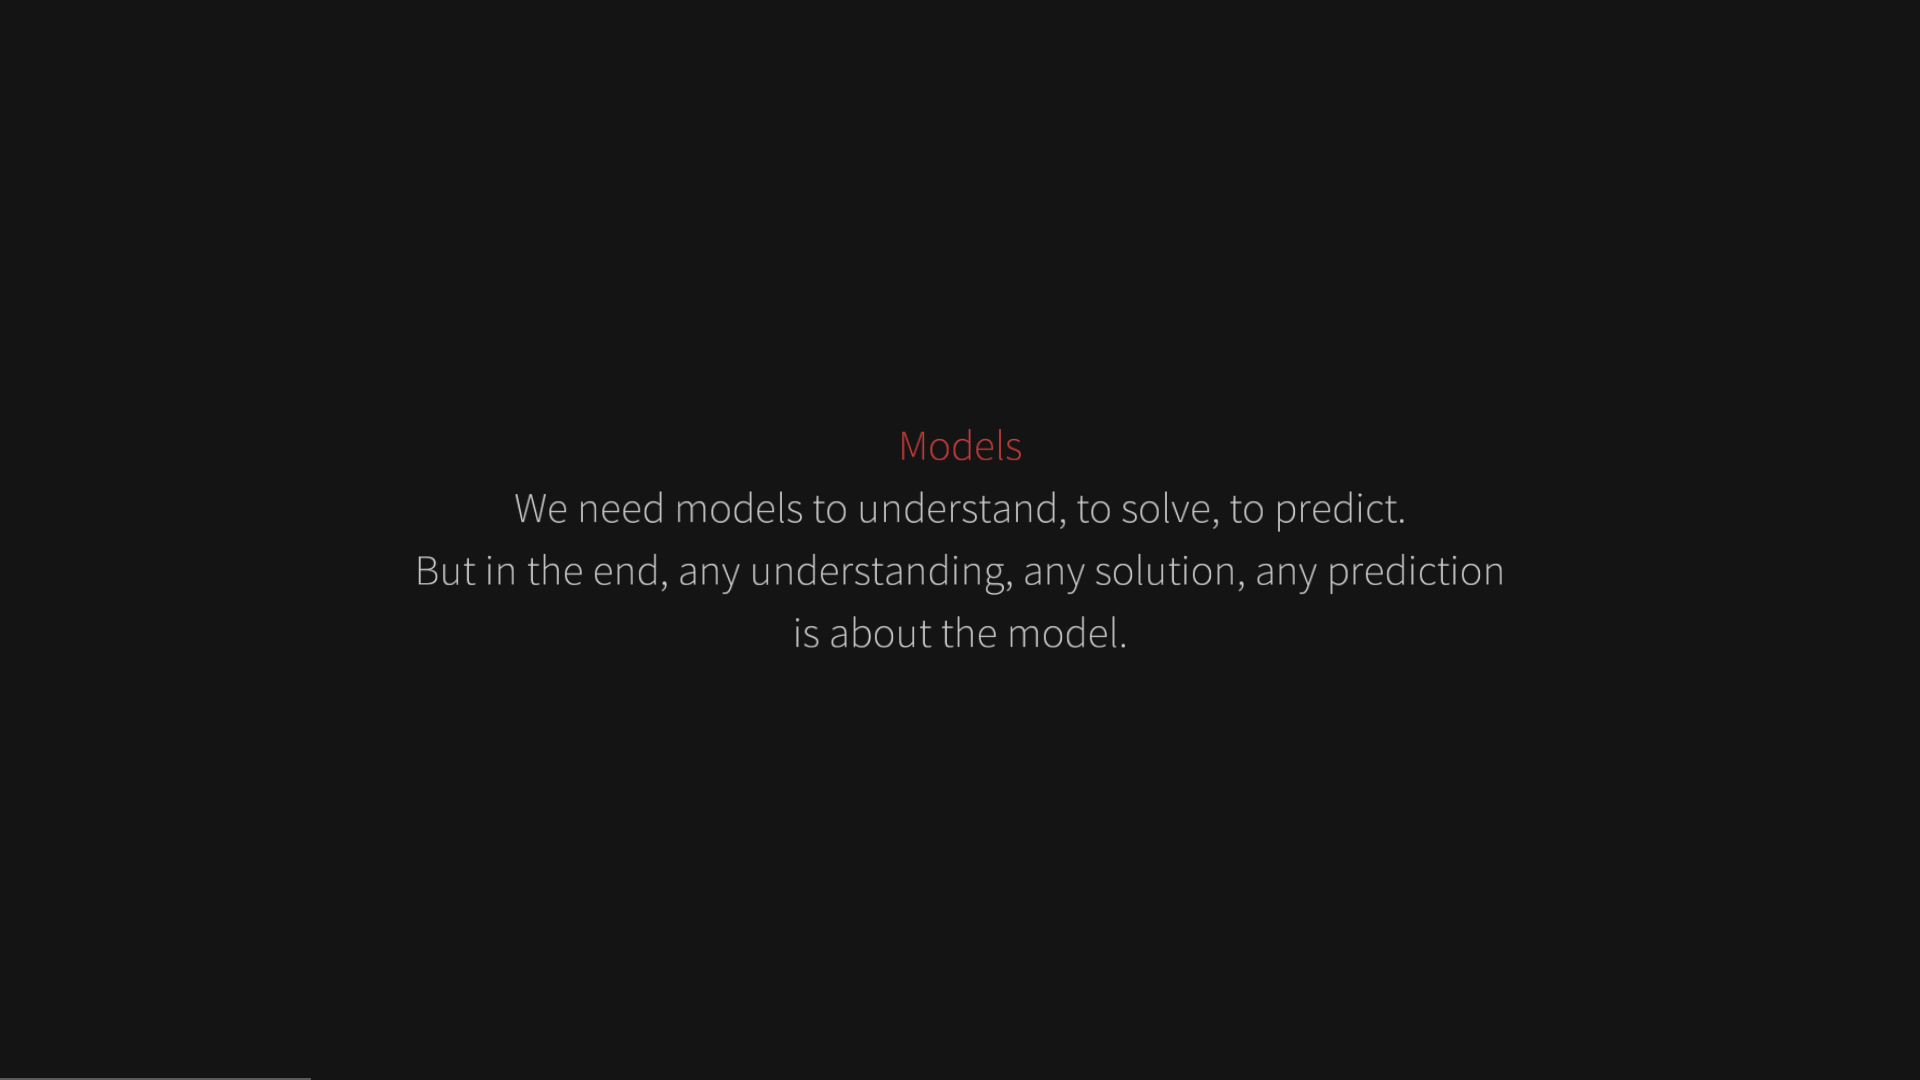 Models
We need models to understand, to solve, to predict.
But in the end, any understanding, any solution, any prediction
is about the model.